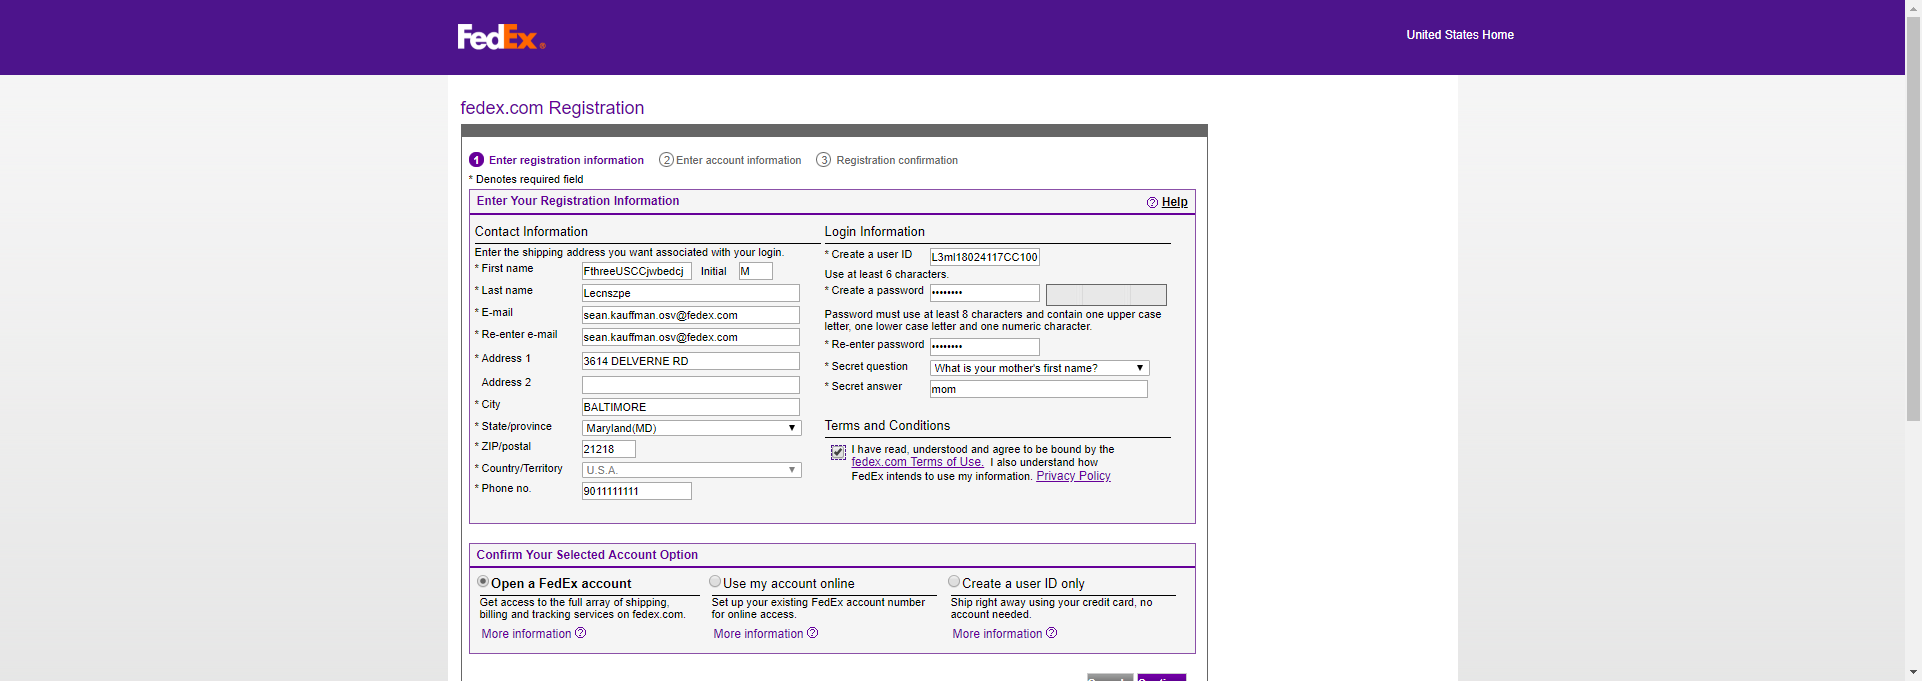 FedEx®
United States Home
fedex.com Registration
1 Enter registration information 2 Enter account information 3 Registration confirmation
* Denotes required field
Enter Your Registration Information
? Help
Contact Information
Enter the shipping address you want associated with your login.
* First name FthreeUSCCjwbedcj Initial M
* Last name Lecnszpe
* E-mail sean.kauffman.osv@fedex.com
* Re-enter e-mail sean.kauffman.osv@fedex.com
* Address 1 3614 DELVERNE RD
Address 2
* City BALTIMORE
* State/province Maryland(MD)
* ZIP/postal 21218
* Country/Territory U.S.A.
* Phone no. 9011111111
Login Information
* Create a user ID L3ml18024117CC100
Use at least 6 characters.
* Create a password ••••••••
Password must use at least 8 characters and contain one upper case
letter, one lower case letter and one numeric character.
* Re-enter password ••••••••
* Secret question What is your mother's first name?
* Secret answer mom
Terms and Conditions
I have read, understood and agree to be bound by the
fedex.com Terms of Use. I also understand how
FedEx intends to use my information. Privacy Policy
Confirm Your Selected Account Option
Open a FedEx account
Get access to the full array of shipping,
billing and tracking services on fedex.com.
More information ?
Use my account online
Set up your existing FedEx account number
for online access.
More information ?
Create a user ID only
Ship right away using your credit card, no
account needed.
More information ?